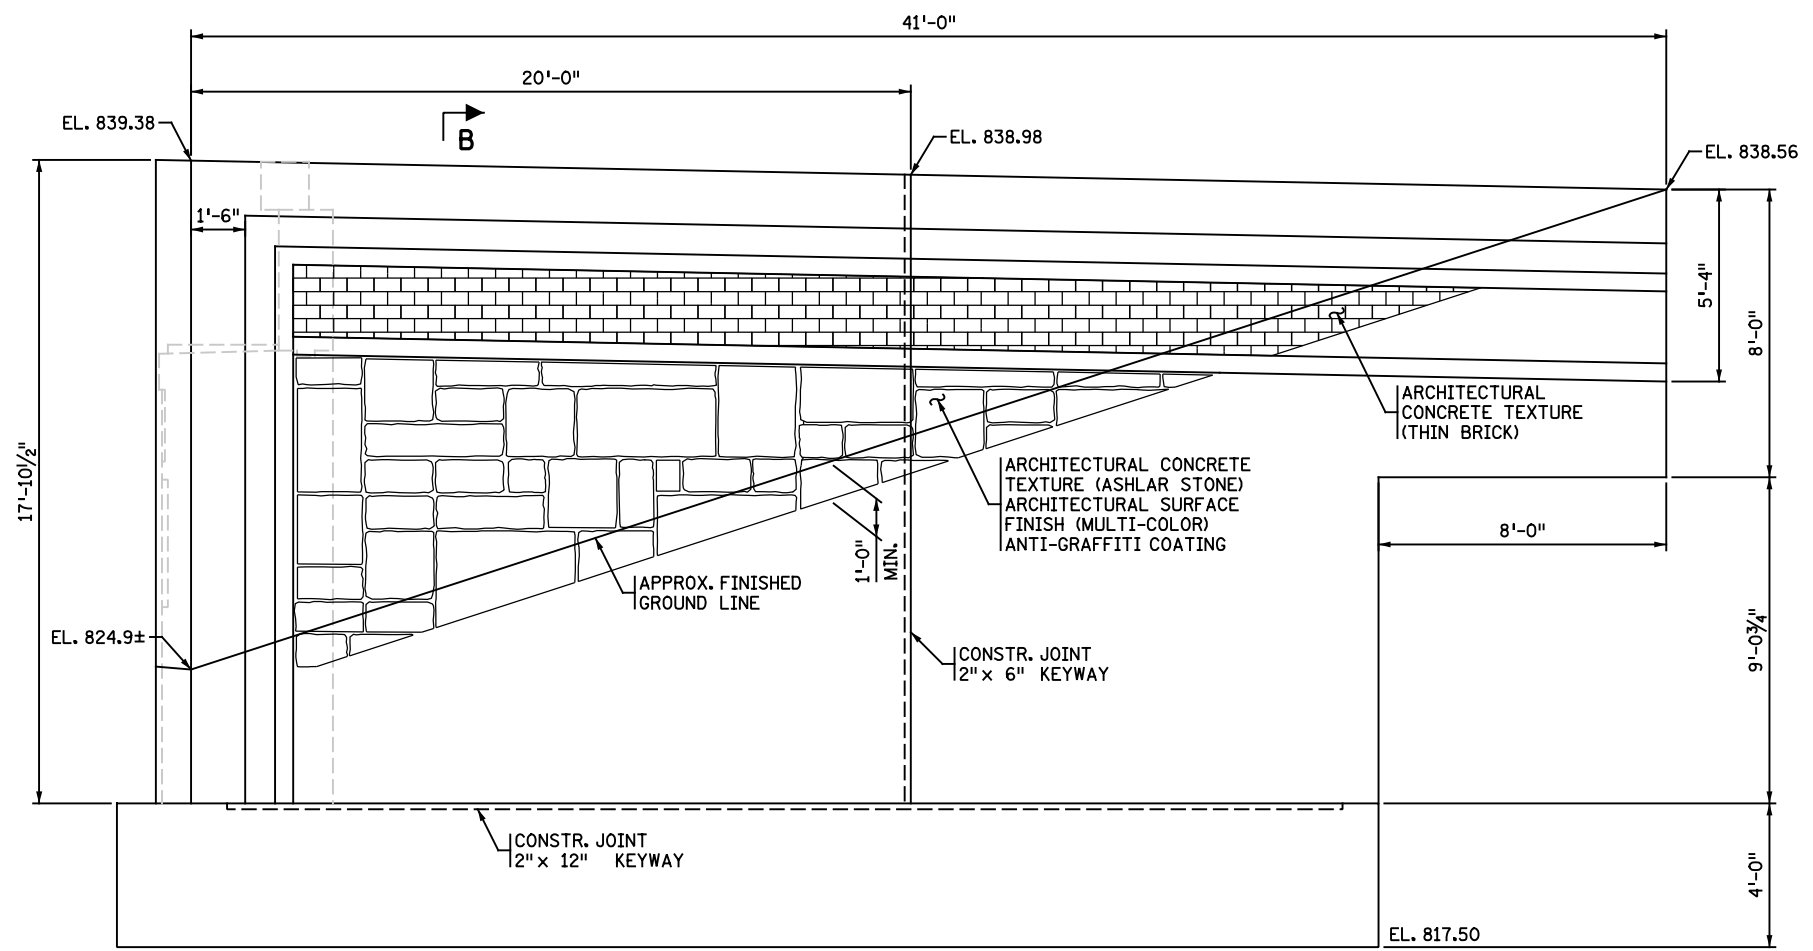 41'-0"
20'-0"
B
EL. 839.38
EL. 838.98
EL. 838.56
1'-6"
5'-4"
8'-0"
17'-10½"
ARCHITECTURAL
CONCRETE TEXTURE
(THIN BRICK)
ARCHITECTURAL CONCRETE
TEXTURE (ASHLAR STONE)
ARCHITECTURAL SURFACE
FINISH (MULTI-COLOR)
ANTI-GRAFFITI COATING
8'-0"
1'-0"
MIN.
APPROX. FINISHED
GROUND LINE
EL. 824.9±
CONSTR. JOINT
2" x 6" KEYWAY
9'-0¾"
CONSTR. JOINT
2" x 12" KEYWAY
4'-0"
EL. 817.50